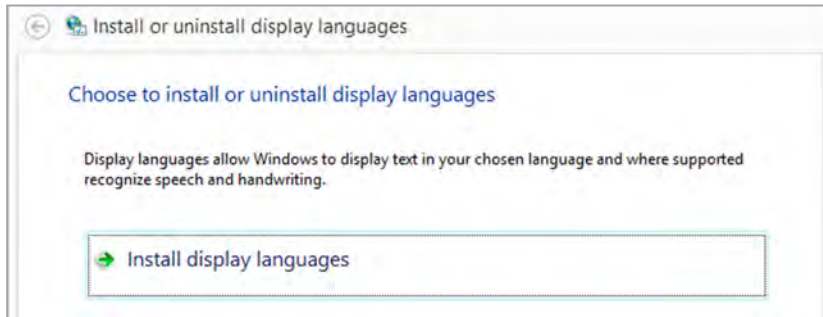 Install or uninstall display languages
Choose to install or uninstall display languages
Display languages allow Windows to display text in your chosen language and where supported
recognize speech and handwriting.
Install display languages